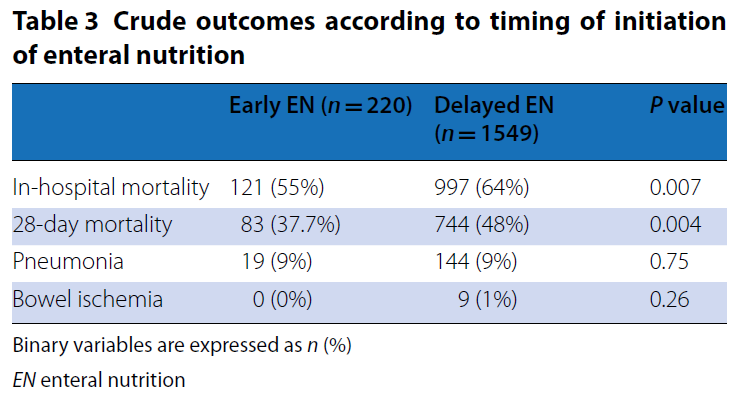 Table 3 Crude outcomes according to timing of initiation
of enteral nutrition
Early EN (n = 220) Delayed EN P value
(n = 1549)
In-hospital mortality 121 (55%) 997 (64%) 0.007
28-day mortality 83 (37.7%) 744 (48%) 0.004
Pneumonia 19 (9%) 144 (9%) 0.75
Bowel ischemia 0 (0%) 9 (1%) 0.26
Binary variables are expressed as n (%)
EN enteral nutrition